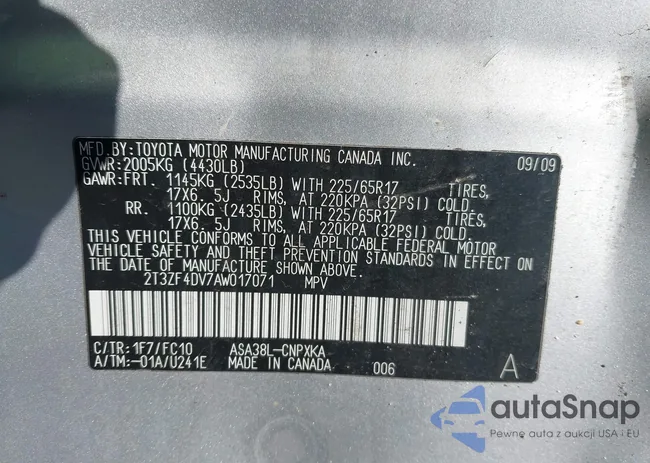 MFD.BY:TOYOTA MOTOR MANUFACTURING CANADA INC. 09/09
GVWR:2005KG (4430LB)
GAWR:FRT. 1145KG (2535LB) WITH 225/65R17 TIRES,
17X6. 5J RIMS, AT 220KPA (32PSI) COLD.
RR. 1100KG (2435LB) WITH 225/65R17 TIRES,
17X6. 5J RIMS, AT 220KPA (32PSI) COLD.
THIS VEHICLE CONFORMS TO ALL APPLICABLE FEDERAL MOTOR
VEHICLE SAFETY AND THEFT PREVENTION STANDARDS IN EFFECT ON
THE DATE OF MANUFACTURE SHOWN ABOVE.
2T3ZF4DV7AW017071 MPV
C/TR:1F7/FC10 ASA38L-CNPXKA
A/TM:-01A/U241E MADE IN CANADA 006 A
autaSnap
Pewne auta z aukcji USA i EU